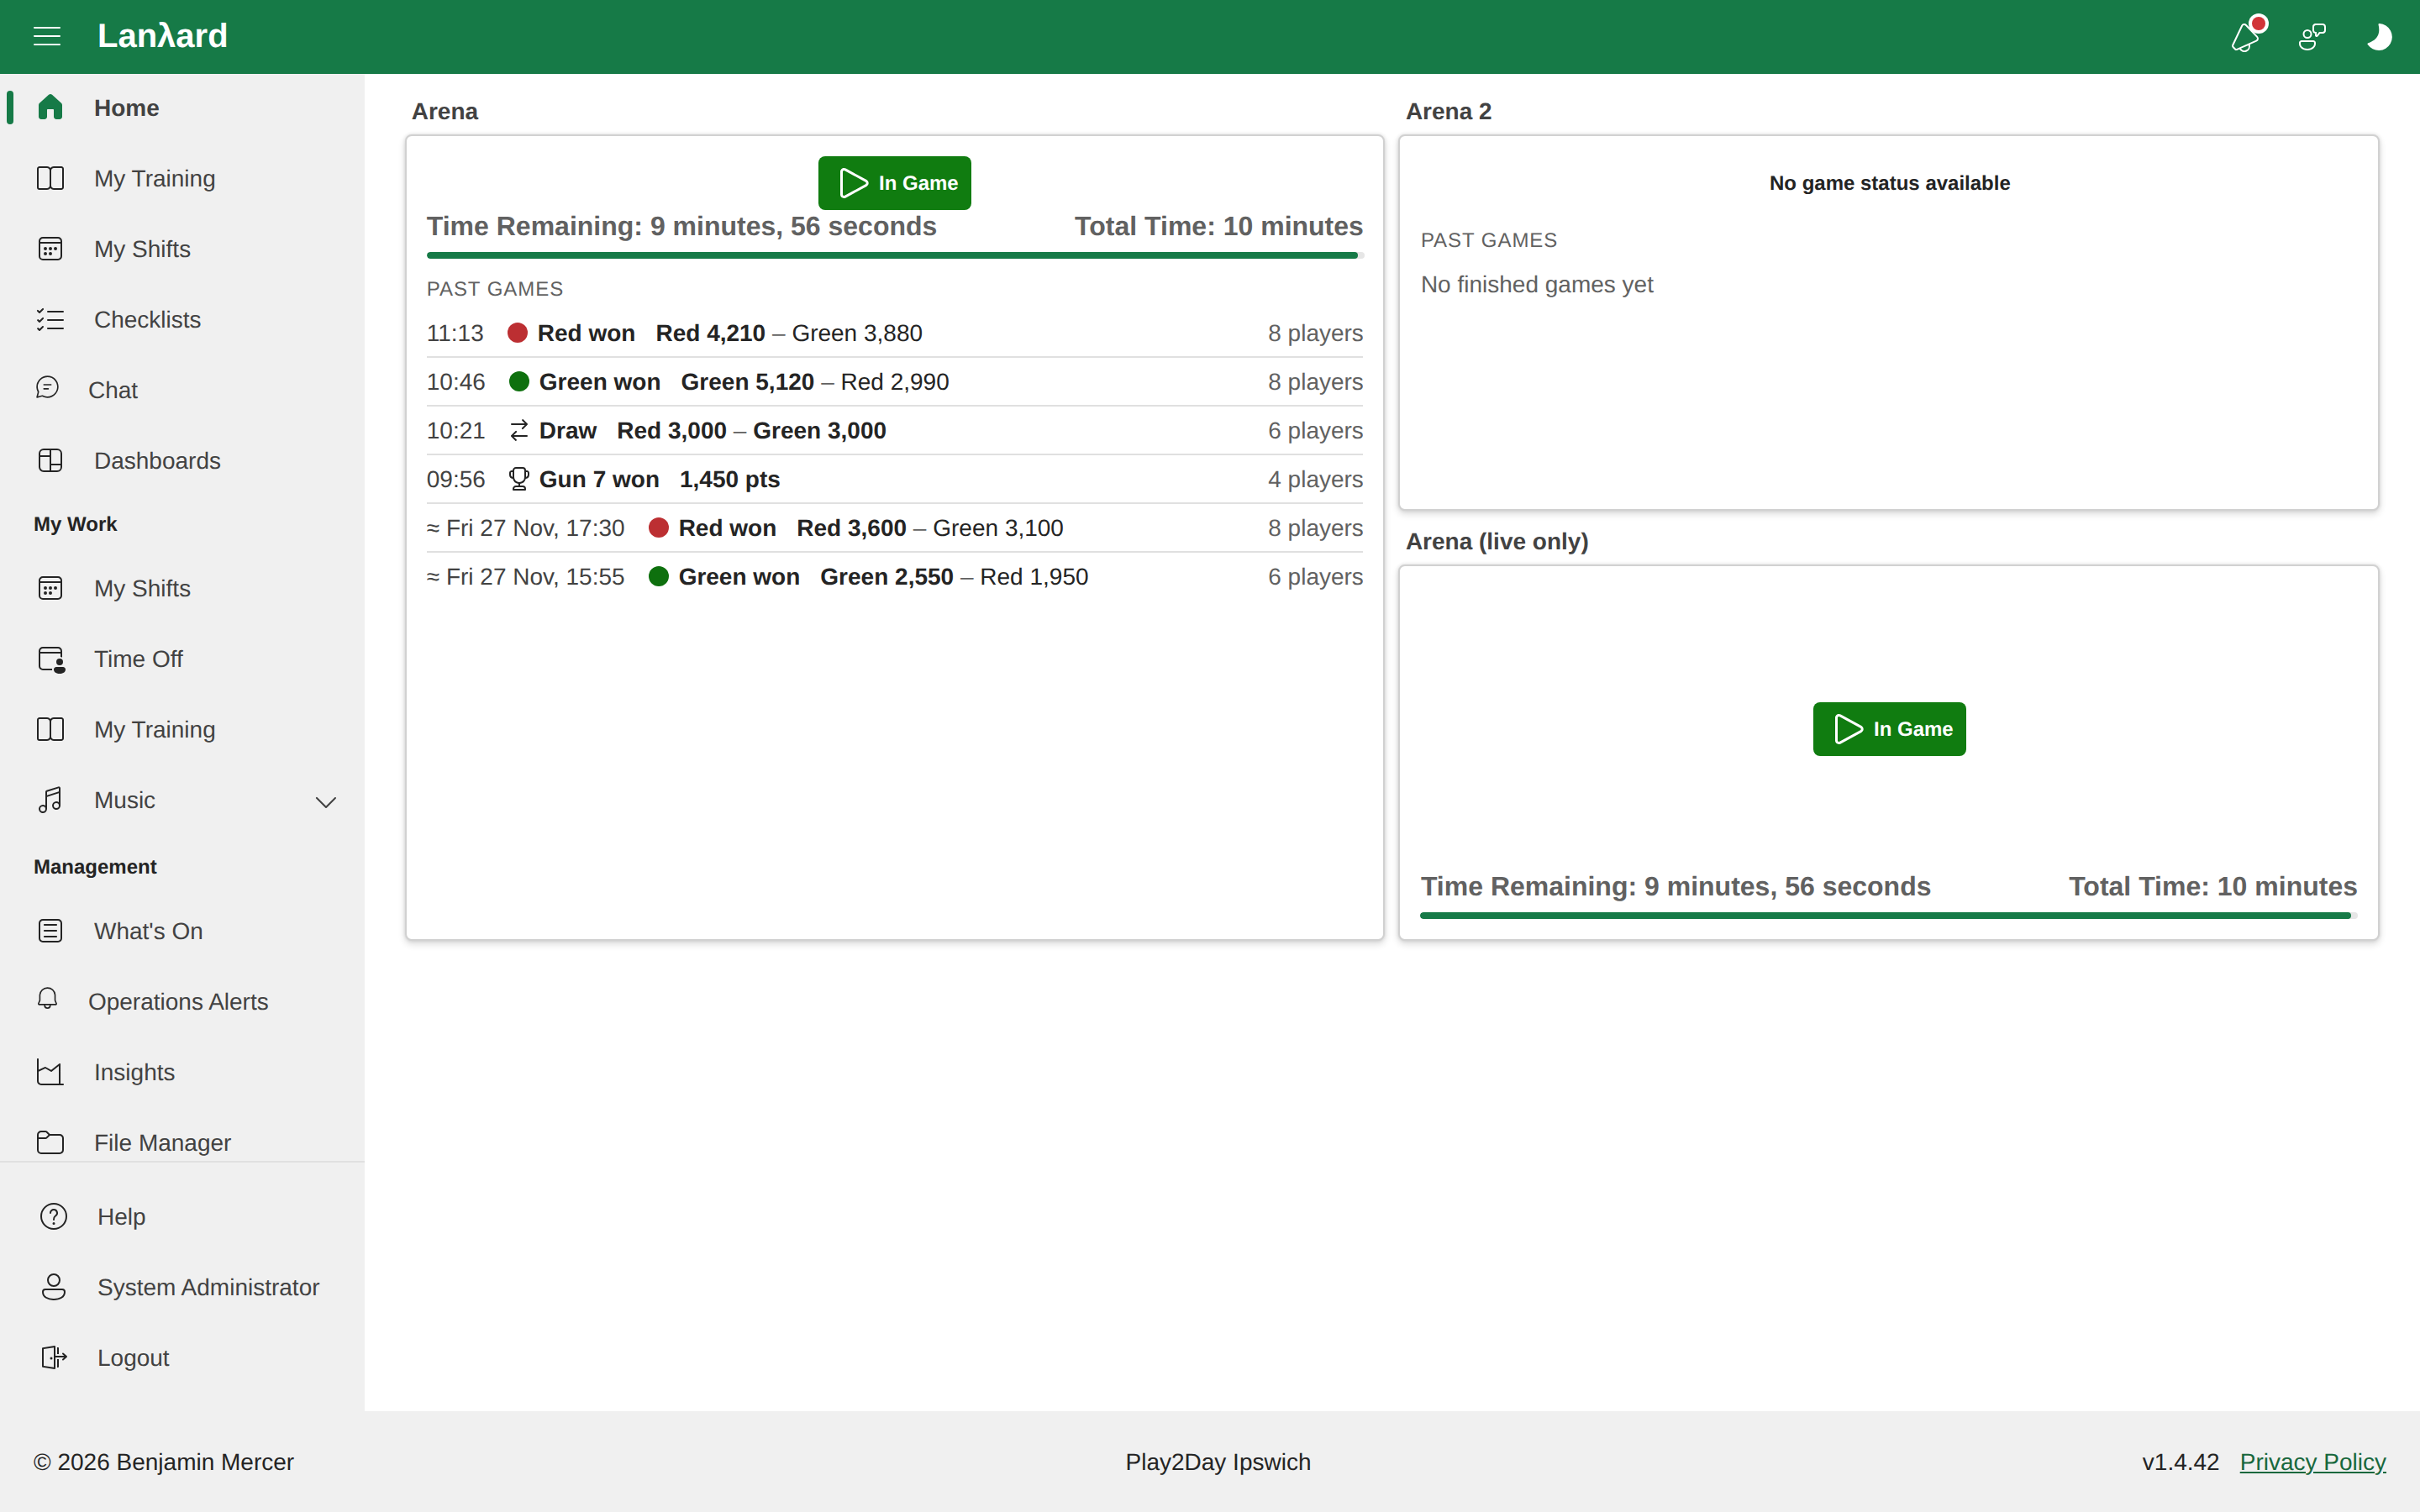 Lanλard
Home
My Training
My Shifts
Checklists
Chat
Dashboards
My Work
My Shifts
Time Off
My Training
Music
Management
What's On
Operations Alerts
Insights
File Manager
Help
System Administrator
Logout
Arena
In Game
Time Remaining: 9 minutes, 56 seconds Total Time: 10 minutes
PAST GAMES
11:13 Red won Red 4,210 – Green 3,880 8 players
10:46 Green won Green 5,120 – Red 2,990 8 players
10:21 Draw Red 3,000 – Green 3,000 6 players
09:56 Gun 7 won 1,450 pts 4 players
≈ Fri 27 Nov, 17:30 Red won Red 3,600 – Green 3,100 8 players
≈ Fri 27 Nov, 15:55 Green won Green 2,550 – Red 1,950 6 players
Arena 2
No game status available
PAST GAMES
No finished games yet
Arena (live only)
In Game
Time Remaining: 9 minutes, 56 seconds Total Time: 10 minutes
© 2026 Benjamin Mercer Play2Day Ipswich v1.4.42 Privacy Policy